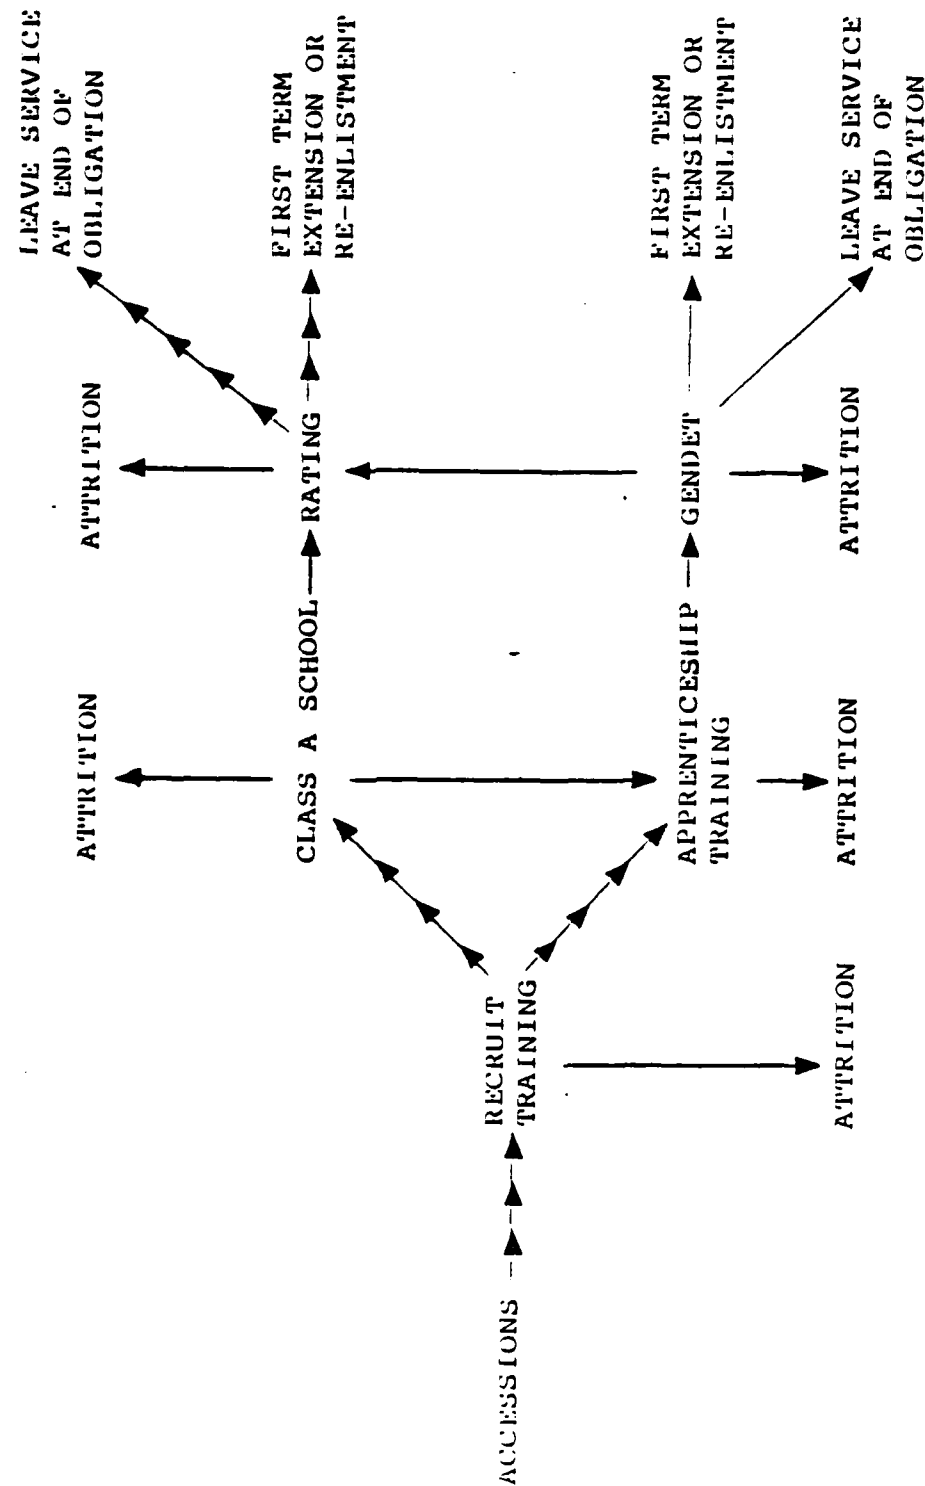 LEAVE SERVICE
AT END OF
OBLIGATION
ATTRITION
ATTRITION
FIRST TERM
EXTENSION OR
RE-ENLISTMENT
CLASS A SCHOOL
RATING
ACCESSIONS
RECRUIT
TRAINING
APPRENTICESHIP
TRAINING
GENDET
FIRST TERM
EXTENSION OR
RE-ENLISTMENT
ATTRITION
ATTRITION
ATTRITION
LEAVE SERVICE
AT END OF
OBLIGATION